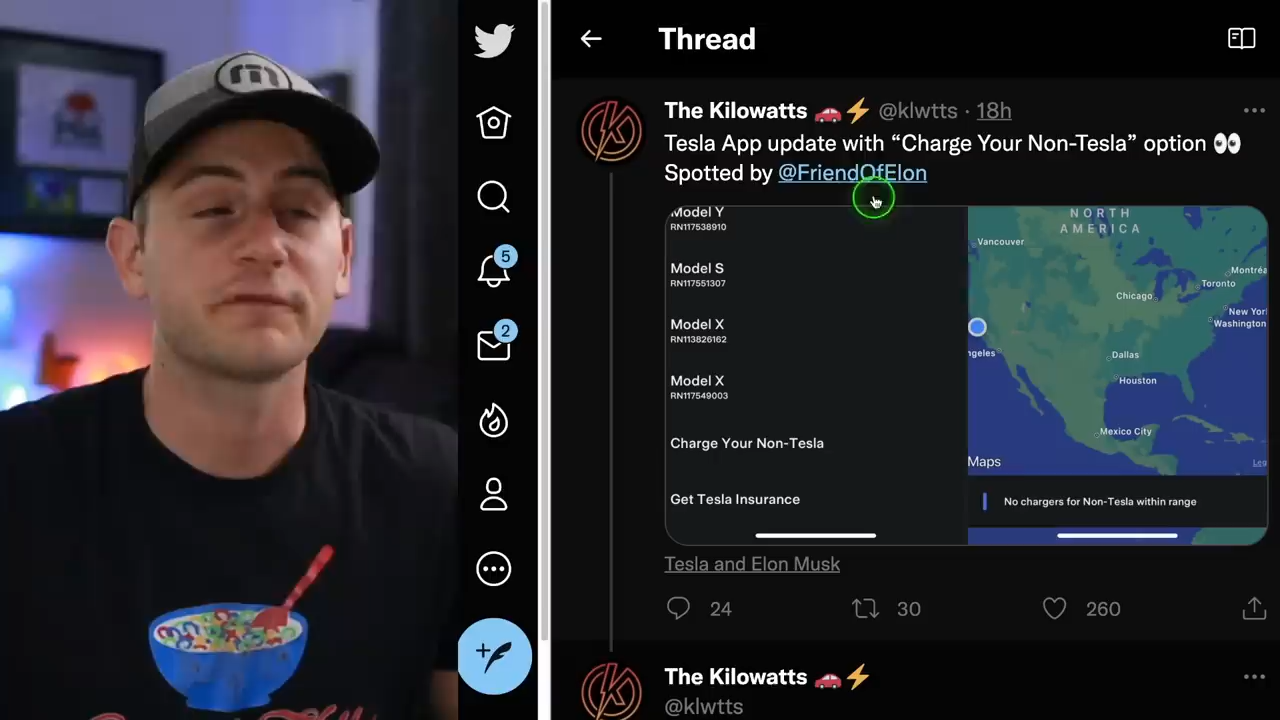 Thread
The Kilowatts 🚗⚡ @klwtts · 18h
Tesla App update with “Charge Your Non-Tesla” option 👀
Spotted by @FriendOfElon
Model Y
RN117538910
Model S
RN117551307
Model X
RN113826162
Model X
RN117549003
Charge Your Non-Tesla
Get Tesla Insurance
NORTH
AMERICA
Vancouver
Montréa
Toronto
Chicago
New York
Washington
ngeles
Dallas
Houston
Mexico City
Maps
Leg
No chargers for Non-Tesla within range
Tesla and Elon Musk
24
30
260
The Kilowatts 🚗⚡
@klwtts
5
2
m